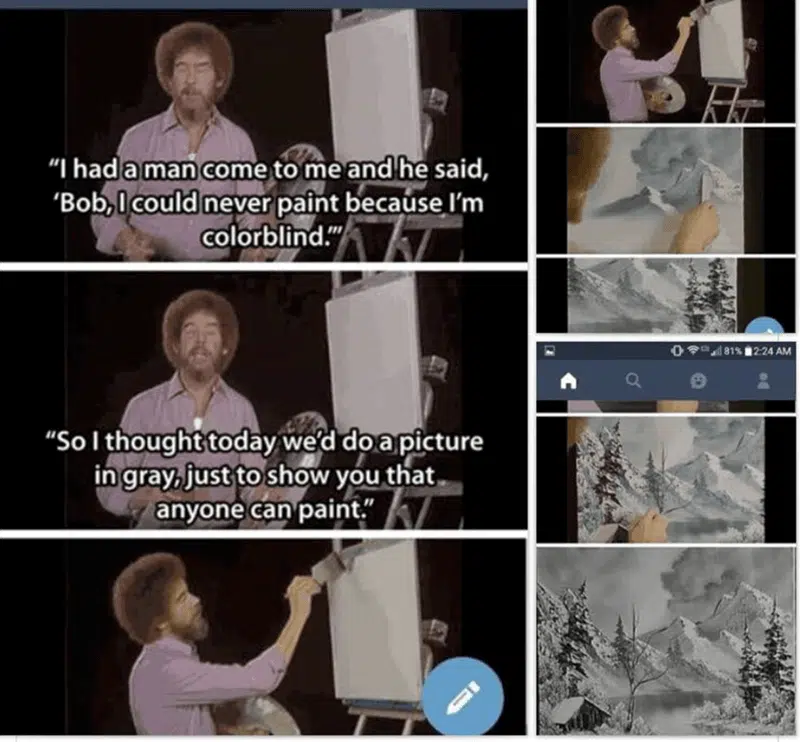 “I had a man come to me and he said,
‘Bob, I could never paint because I’m
colorblind.’”
“So I thought today we’d do a picture
in gray, just to show you that
anyone can paint.”
81% 2:24 AM